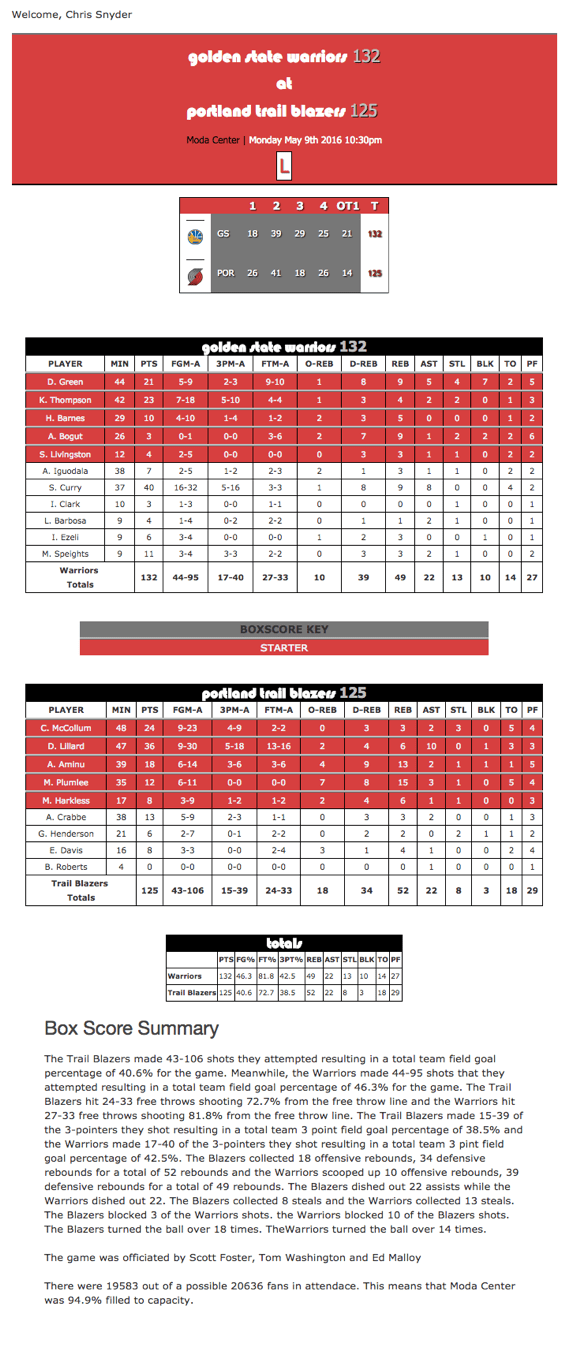 Welcome, Chris Snyder
golden state warriors 132
at
portland trail blazers 125
Moda Center | Monday May 9th 2016 10:30pm
L
1 2 3 4 OT1 T
GS 18 39 29 25 21 132
POR 26 41 18 26 14 125
golden state warriors 132
PLAYER MIN PTS FGM-A 3PM-A FTM-A O-REB D-REB REB AST STL BLK TO PF
D. Green 44 21 5-9 2-3 9-10 1 8 9 5 4 7 2 5
K. Thompson 42 23 7-18 5-10 4-4 1 3 4 2 2 0 1 3
H. Barnes 29 10 4-10 1-4 1-2 2 3 5 0 0 0 1 2
A. Bogut 26 3 0-1 0-0 3-6 2 7 9 1 2 2 2 6
S. Livingston 12 4 2-5 0-0 0-0 0 3 3 1 1 0 2 2
A. Iguodala 38 7 2-5 1-2 2-3 2 1 3 1 1 0 2 2
S. Curry 37 40 16-32 5-16 3-3 1 8 9 8 0 0 4 2
I. Clark 10 3 1-3 0-0 1-1 0 0 0 0 1 0 0 1
L. Barbosa 9 4 1-4 0-2 2-2 0 1 1 2 1 0 0 1
I. Ezeli 9 6 3-4 0-0 0-0 1 2 3 0 0 1 0 1
M. Speights 9 11 3-4 3-3 2-2 0 3 3 2 1 0 0 2
Warriors
Totals 132 44-95 17-40 27-33 10 39 49 22 13 10 14 27
BOXSCORE KEY
STARTER
portland trail blazers 125
PLAYER MIN PTS FGM-A 3PM-A FTM-A O-REB D-REB REB AST STL BLK TO PF
C. McCollum 48 24 9-23 4-9 2-2 0 3 3 2 3 0 5 4
D. Lillard 47 36 9-30 5-18 13-16 2 4 6 10 0 1 3 3
A. Aminu 39 18 6-14 3-6 3-6 4 9 13 2 1 1 1 5
M. Plumlee 35 12 6-11 0-0 0-0 7 8 15 3 1 0 5 4
M. Harkless 17 8 3-9 1-2 1-2 2 4 6 1 1 0 0 3
A. Crabbe 38 13 5-9 2-3 1-1 0 3 3 2 0 0 1 3
G. Henderson 21 6 2-7 0-1 2-2 0 2 2 0 2 1 1 2
E. Davis 16 8 3-3 0-0 2-4 3 1 4 1 0 0 2 4
B. Roberts 4 0 0-0 0-0 0-0 0 0 0 1 0 0 0 1
Trail Blazers
Totals 125 43-106 15-39 24-33 18 34 52 22 8 3 18 29
totals
PTS FG% FT% 3PT% REB AST STL BLK TO PF
Warriors 132 46.3 81.8 42.5 49 22 13 10 14 27
Trail Blazers 125 40.6 72.7 38.5 52 22 8 3 18 29
Box Score Summary
The Trail Blazers made 43-106 shots they attempted resulting in a total team field goal
percentage of 40.6% for the game. Meanwhile, the Warriors made 44-95 shots that they
attempted resulting in a total team field goal percentage of 46.3% for the game. The Trail
Blazers hit 24-33 free throws shooting 72.7% from the free throw line and the Warriors hit
27-33 free throws shooting 81.8% from the free throw line. The Trail Blazers made 15-39 of
the 3-pointers they shot resulting in a total team 3 point field goal percentage of 38.5% and
the Warriors made 17-40 of the 3-pointers they shot resulting in a total team 3 pint field
goal percentage of 42.5%. The Blazers collected 18 offensive rebounds, 34 defensive
rebounds for a total of 52 rebounds and the Warriors scooped up 10 offensive rebounds, 39
defensive rebounds for a total of 49 rebounds. The Blazers dished out 22 assists while the
Warriors dished out 22. The Blazers collected 8 steals and the Warriors collected 13 steals.
The Blazers blocked 3 of the Warriors shots. the Warriors blocked 10 of the Blazers shots.
The Blazers turned the ball over 18 times. TheWarriors turned the ball over 14 times.
The game was officiated by Scott Foster, Tom Washington and Ed Malloy
There were 19583 out of a possible 20636 fans in attendace. This means that Moda Center
was 94.9% filled to capacity.